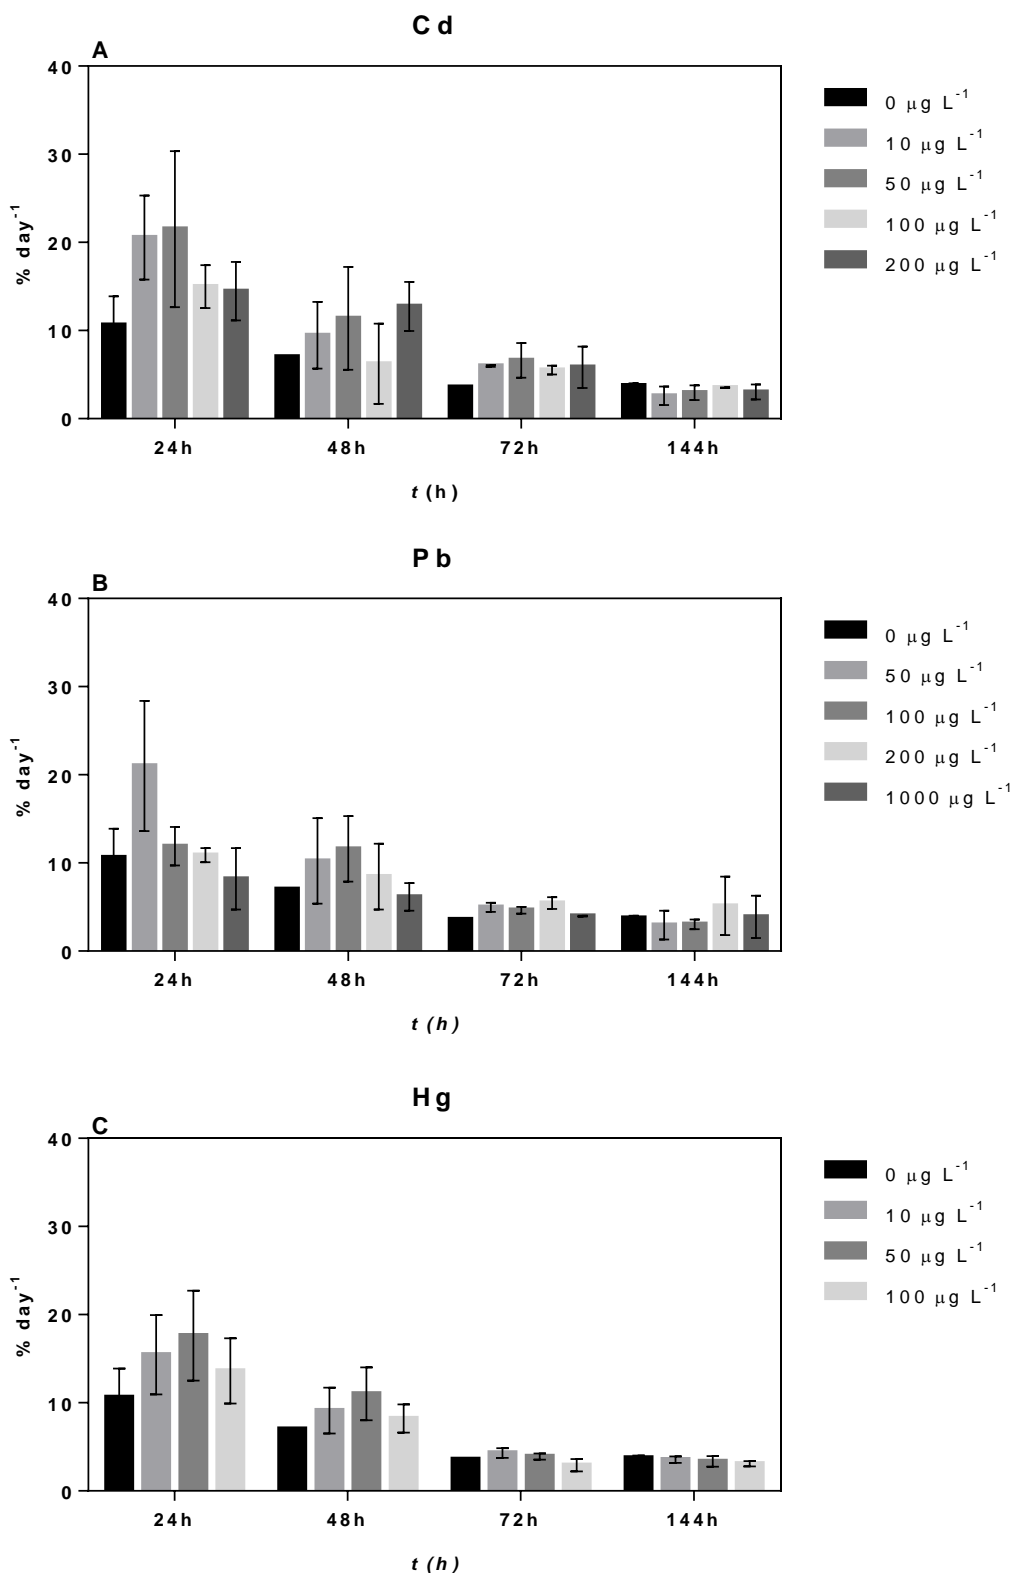 Cd
A
40
30
20
10
0
% day⁻¹
24h 48h 72h 144h
t (h)
0 µg L⁻¹
10 µg L⁻¹
50 µg L⁻¹
100 µg L⁻¹
200 µg L⁻¹
Pb
B
40
30
20
10
0
% day⁻¹
24h 48h 72h 144h
t (h)
0 µg L⁻¹
50 µg L⁻¹
100 µg L⁻¹
200 µg L⁻¹
1000 µg L⁻¹
Hg
C
40
30
20
10
0
% day⁻¹
24h 48h 72h 144h
t (h)
0 µg L⁻¹
10 µg L⁻¹
50 µg L⁻¹
100 µg L⁻¹